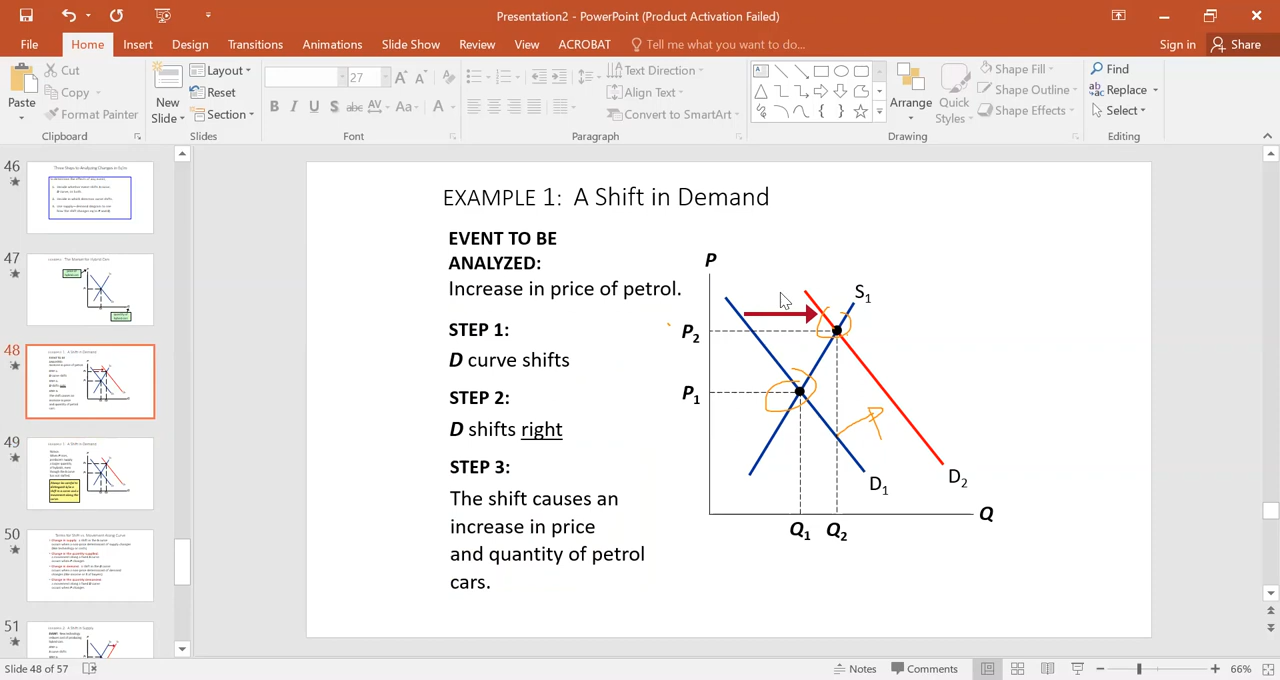 Presentation2 - PowerPoint (Product Activation Failed)
File Home Insert Design Transitions Animations Slide Show Review View ACROBAT Tell me what you want to do... Sign in Share
Paste
Cut
Copy
Format Painter
Clipboard
New Slide
Layout
Reset
Section
Slides
27
B I U S abc AV Aa A
Font
Text Direction
Align Text
Convert to SmartArt
Paragraph
Arrange
Quick Styles
Shape Fill
Shape Outline
Shape Effects
Drawing
Find
Replace
Select
Editing
46
47
48
49
50
51
EXAMPLE 1: A Shift in Demand
EVENT TO BE
ANALYZED:
Increase in price of petrol.
STEP 1:
D curve shifts
STEP 2:
D shifts right
STEP 3:
The shift causes an
increase in price
and quantity of petrol
cars.
P
S1
P2
P1
D1
D2
Q
Q1 Q2
Slide 48 of 57
Notes Comments 66%